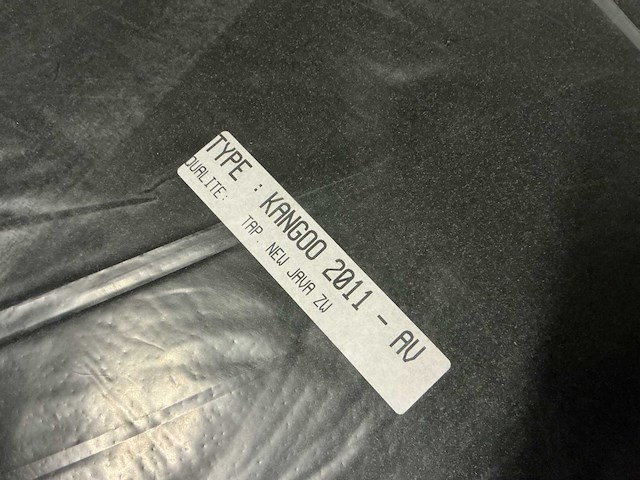 TYPE : KANGOO 2011 - AV
QUALITE: TAP. NEW JAVA ZW